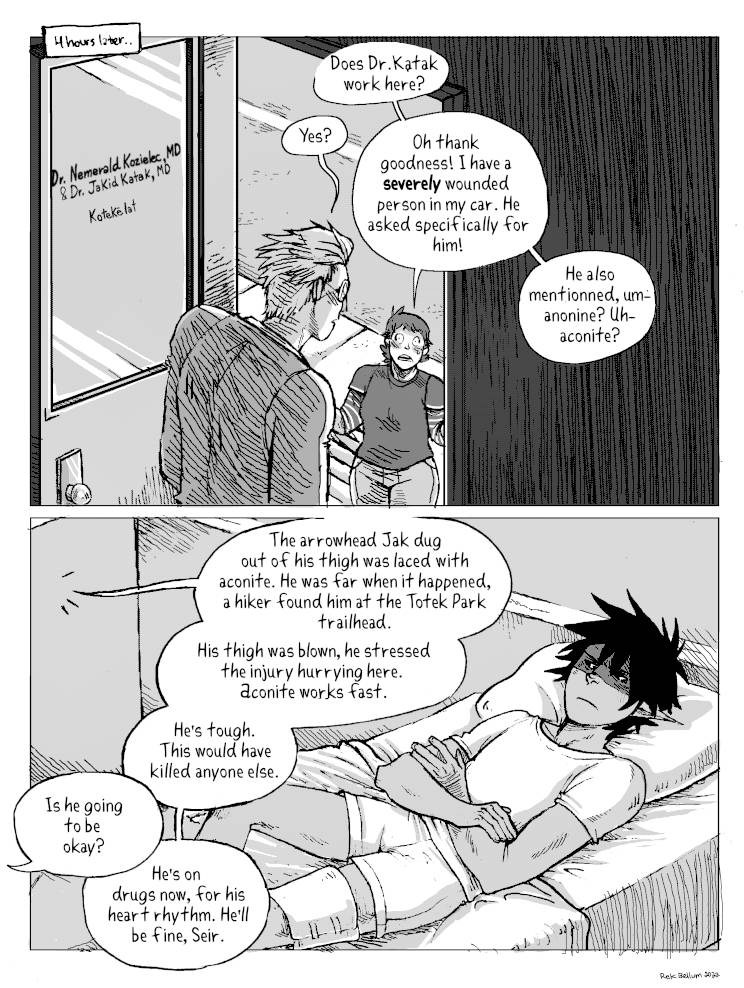 4 hours later..
Dr. Nemerald Kozielec, MD
& Dr. Jakid Katak, MD
Kotekelat
Does Dr.Katak
work here?
Yes?
Oh thank
goodness! I have a
severely wounded
person in my car. He
asked specifically for
him!
He also
mentionned, um-
anonine? Uh-
aconite?
The arrowhead Jak dug
out of his thigh was laced with
aconite. He was far when it happened,
a hiker found him at the Totek Park
trailhead.
His thigh was blown, he stressed
the injury hurrying here.
aconite works fast.
He's tough.
This would have
killed anyone else.
Is he going
to be
okay?
He's on
drugs now, for his
heart rhythm. He'll
be fine, Seir.
Rek Bellum 2022